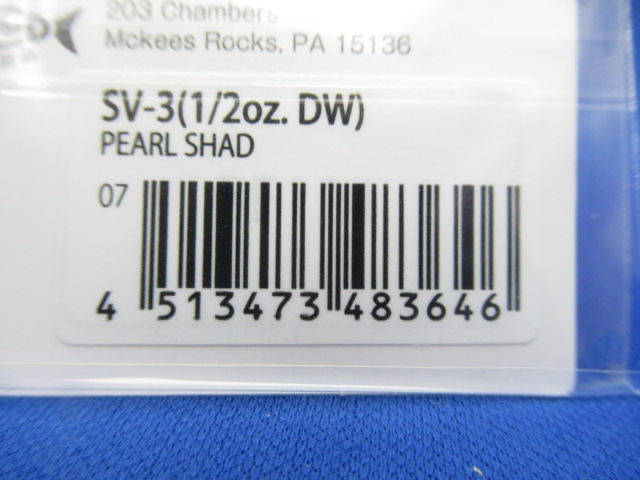 203 Chambers
Mckees Rocks, PA 15136
SV-3(1/2oz. DW)
PEARL SHAD
07
4 513473 483646